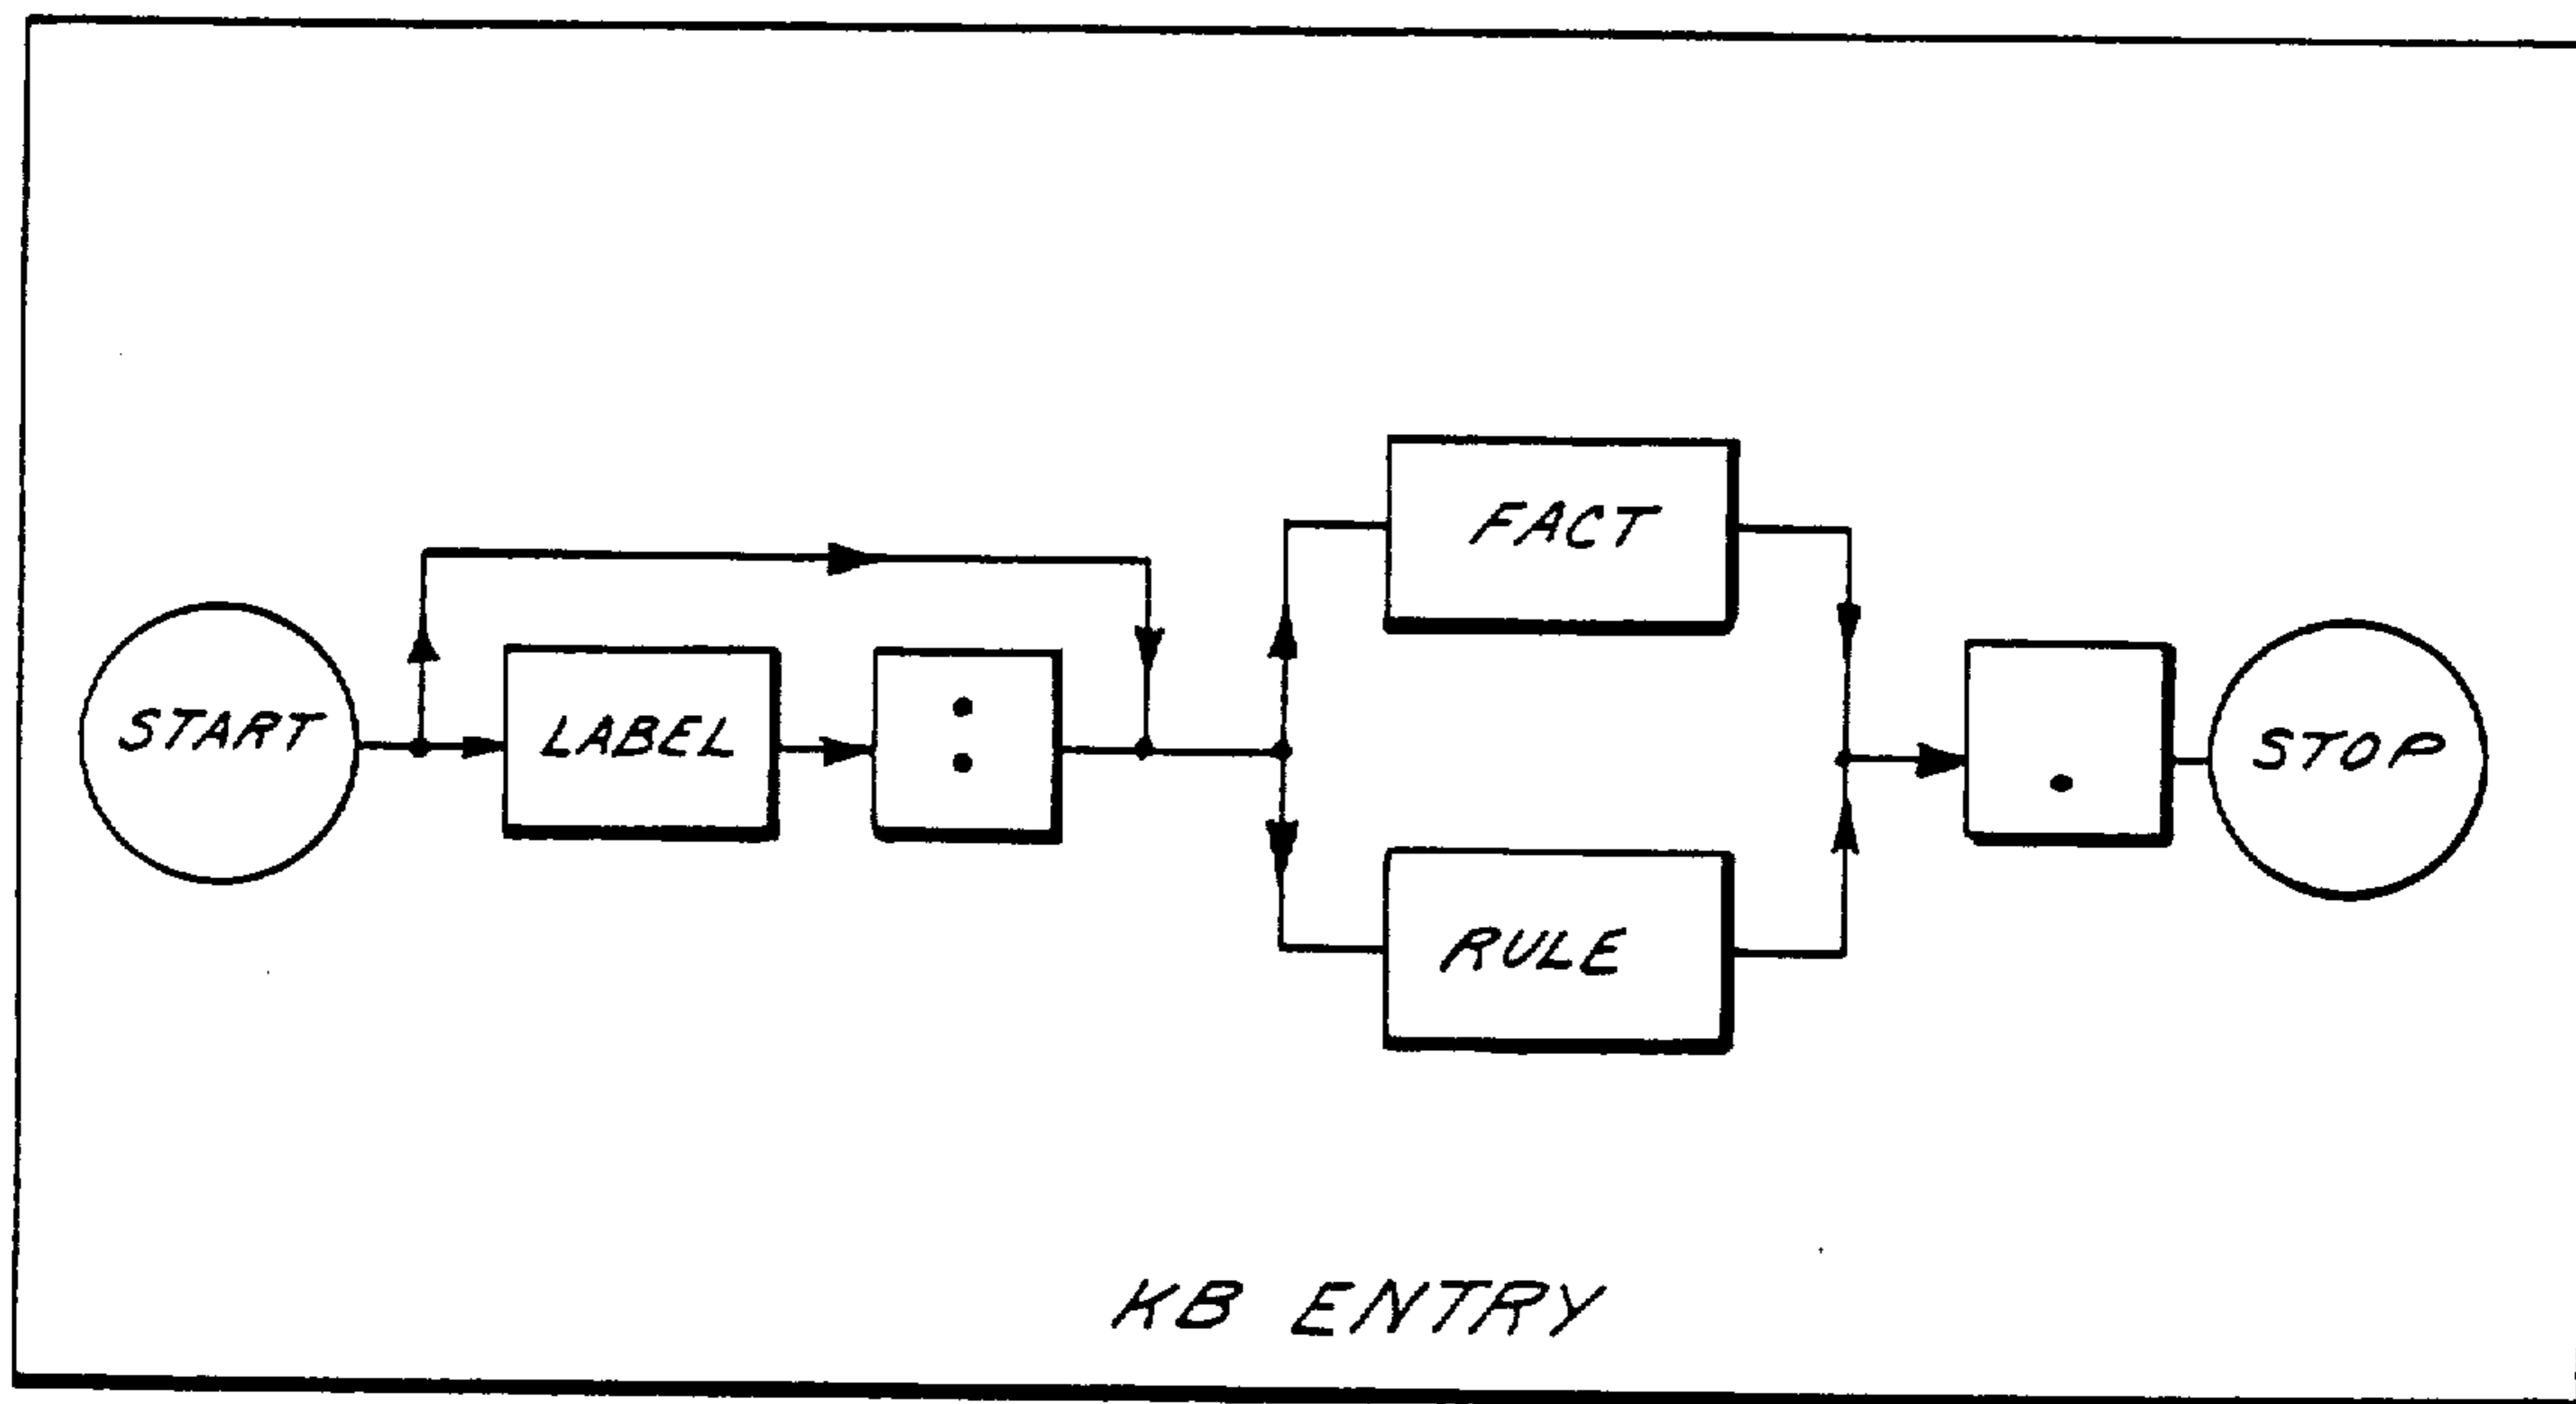 START
LABEL
:
FACT
RULE
.
STOP
KB ENTRY